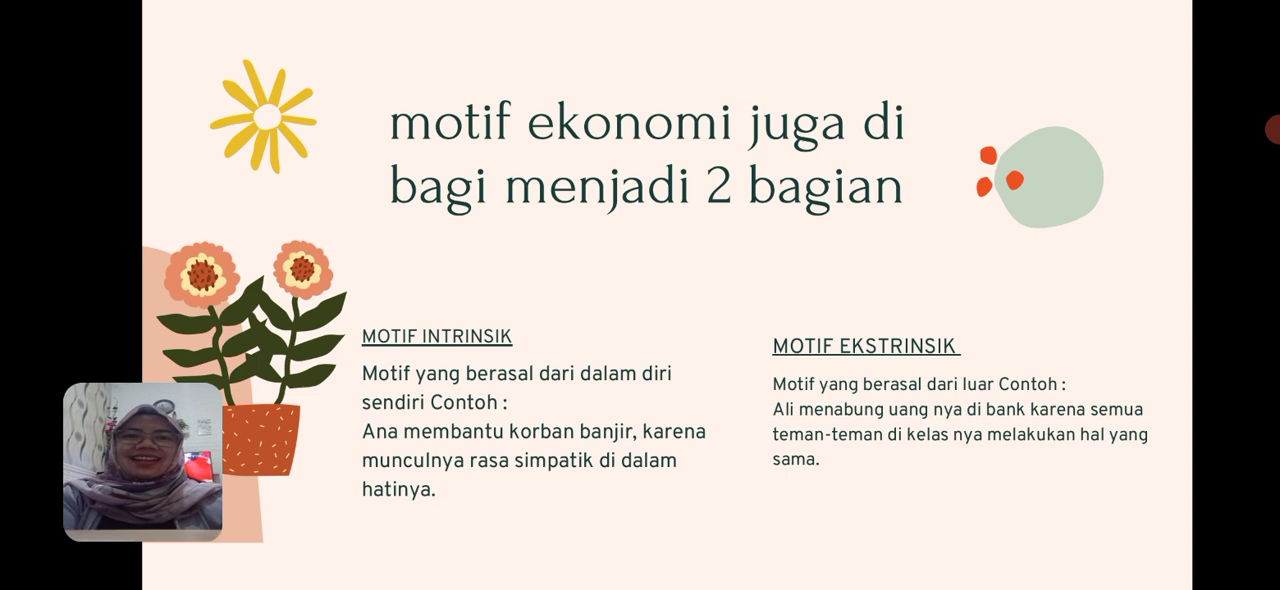 motif ekonomi juga di
bagi menjadi 2 bagian
MOTIF INTRINSIK
Motif yang berasal dari dalam diri
sendiri Contoh :
Ana membantu korban banjir, karena
munculnya rasa simpatik di dalam
hatinya.
MOTIF EKSTRINSIK
Motif yang berasal dari luar Contoh :
Ali menabung uang nya di bank karena semua
teman-teman di kelas nya melakukan hal yang
sama.